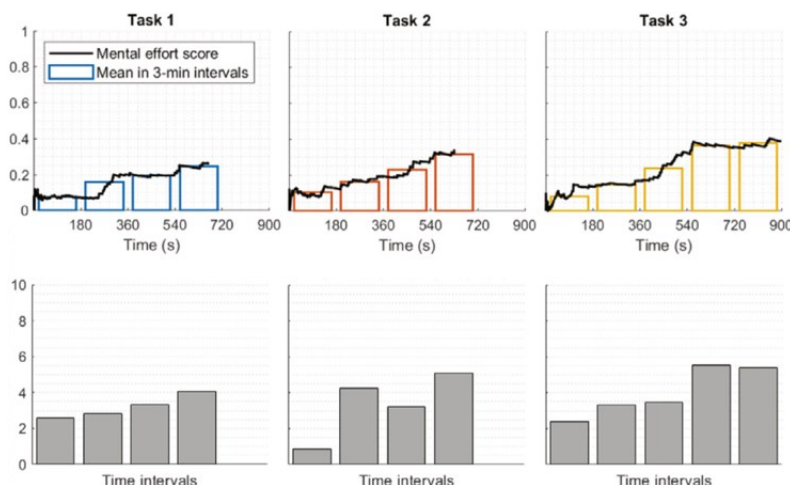 Task 1
Task 2
Task 3
1
0.8
0.6
0.4
0.2
0
Mental effort score
Mean in 3-min intervals
180 360 540 720 900
180 360 540 720 900
180 360 540 720 900
Time (s)
Time (s)
Time (s)
10
8
6
4
2
0
Time intervals
Time intervals
Time intervals